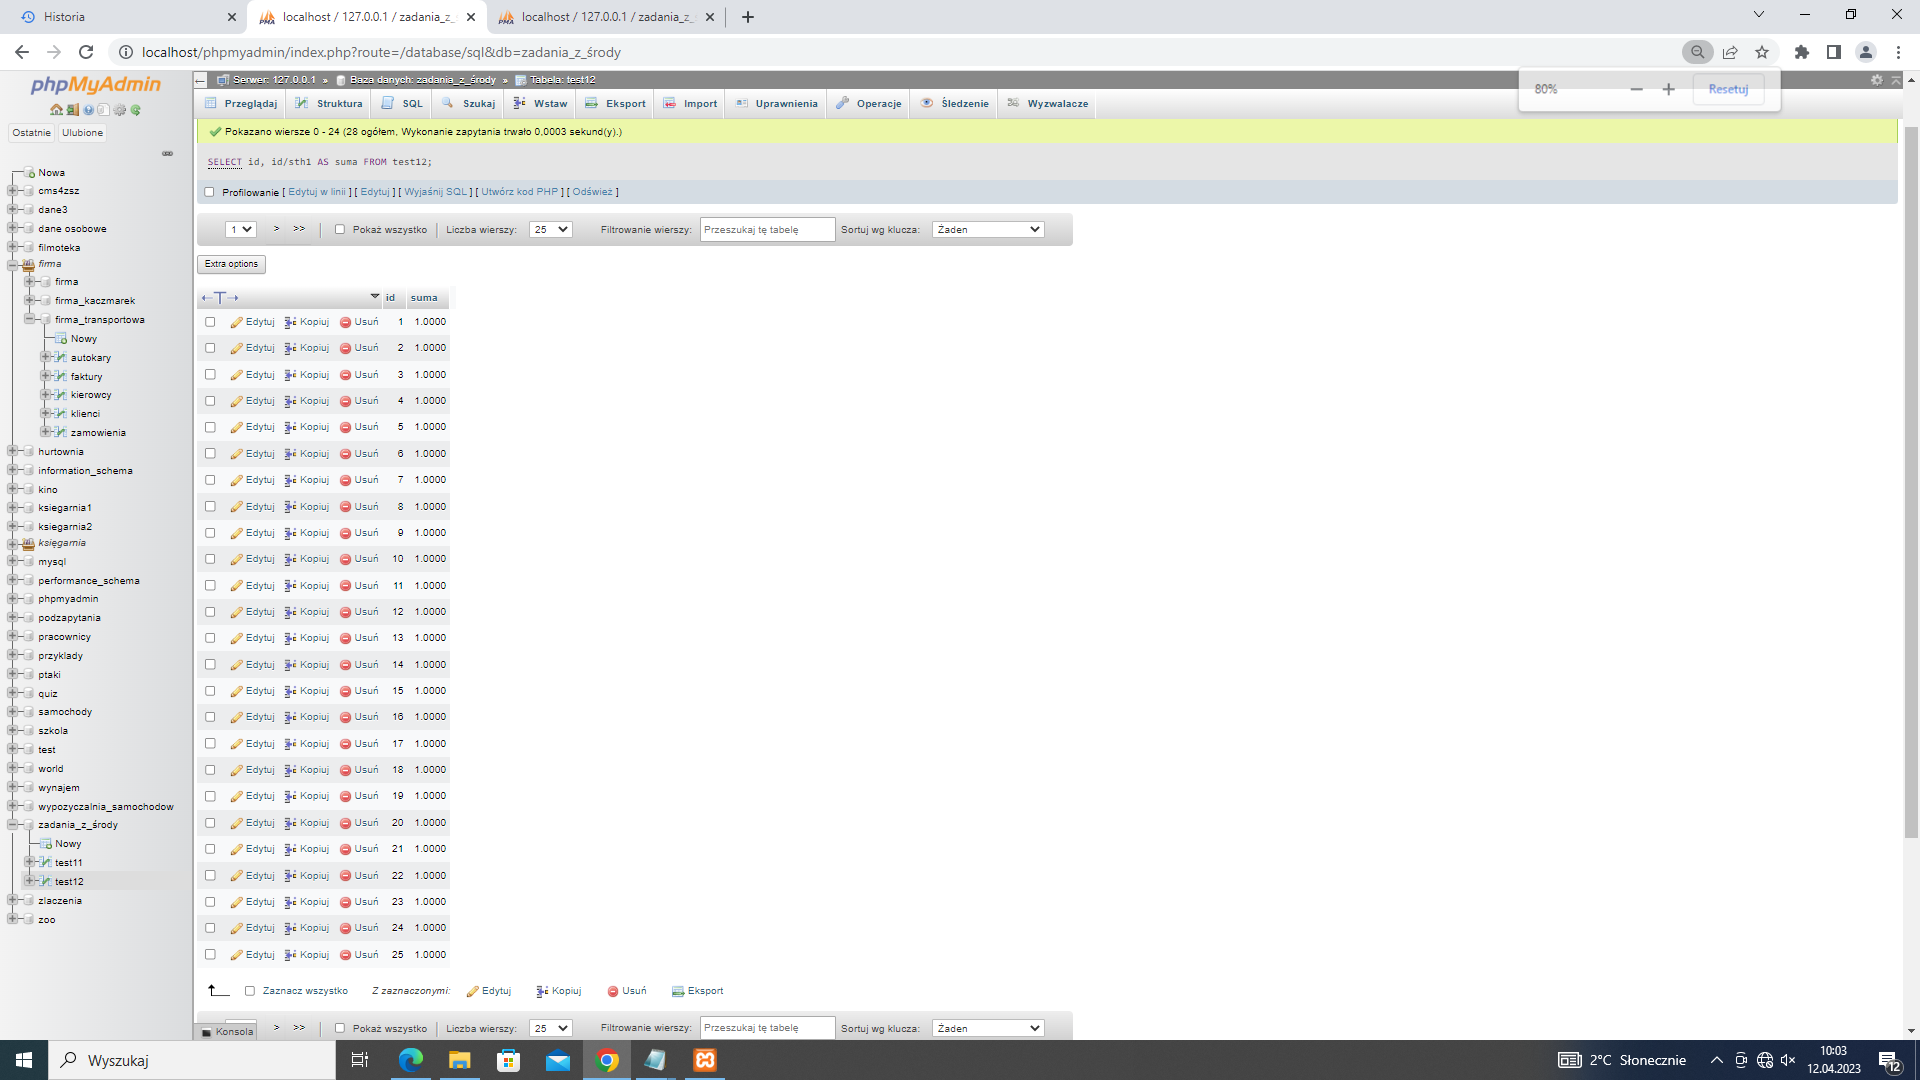 Historia
localhost / 127.0.0.1 / zadania_z_ś
localhost / 127.0.0.1 / zadania_z_
localhost/phpmyadmin/index.php?route=/database/sql&db=zadania_z_środy
80%
Resetuj
phpMyAdmin
Ostatnie Ulubione
Nowa
cms4zsz
dane3
dane osobowe
filmoteka
firma
firma
firma_kaczmarek
firma_transportowa
Nowy
autokary
faktury
kierowcy
klienci
zamowienia
hurtownia
information_schema
kino
ksiegarnia1
ksiegarnia2
księgarnia
mysql
performance_schema
phpmyadmin
podzapytania
pracownicy
przyklady
ptaki
quiz
samochody
szkola
test
world
wynajem
wypozyczalnia_samochodow
zadania_z_środy
Nowy
test11
test12
zlaczenia
zoo
Serwer: 127.0.0.1 » Baza danych: zadania_z_środy » Tabela: test12
Przeglądaj Struktura SQL Szukaj Wstaw Eksport Import Uprawnienia Operacje Śledzenie Wyzwalacze
Pokazano wiersze 0 - 24 (28 ogółem, Wykonanie zapytania trwało 0,0003 sekund(y).)
SELECT id, id/sth1 AS suma FROM test12;
Profilowanie [ Edytuj w linii ] [ Edytuj ] [ Wyjaśnij SQL ] [ Utwórz kod PHP ] [ Odśwież ]
1 > >> | Pokaż wszystko | Liczba wierszy: 25 Filtrowanie wierszy: Przeszukaj tę tabelę Sortuj wg klucza: Żaden
Extra options
←T→ id suma
Edytuj Kopiuj Usuń 1 1.0000
Edytuj Kopiuj Usuń 2 1.0000
Edytuj Kopiuj Usuń 3 1.0000
Edytuj Kopiuj Usuń 4 1.0000
Edytuj Kopiuj Usuń 5 1.0000
Edytuj Kopiuj Usuń 6 1.0000
Edytuj Kopiuj Usuń 7 1.0000
Edytuj Kopiuj Usuń 8 1.0000
Edytuj Kopiuj Usuń 9 1.0000
Edytuj Kopiuj Usuń 10 1.0000
Edytuj Kopiuj Usuń 11 1.0000
Edytuj Kopiuj Usuń 12 1.0000
Edytuj Kopiuj Usuń 13 1.0000
Edytuj Kopiuj Usuń 14 1.0000
Edytuj Kopiuj Usuń 15 1.0000
Edytuj Kopiuj Usuń 16 1.0000
Edytuj Kopiuj Usuń 17 1.0000
Edytuj Kopiuj Usuń 18 1.0000
Edytuj Kopiuj Usuń 19 1.0000
Edytuj Kopiuj Usuń 20 1.0000
Edytuj Kopiuj Usuń 21 1.0000
Edytuj Kopiuj Usuń 22 1.0000
Edytuj Kopiuj Usuń 23 1.0000
Edytuj Kopiuj Usuń 24 1.0000
Edytuj Kopiuj Usuń 25 1.0000
Zaznacz wszystko Z zaznaczonymi: Edytuj Kopiuj Usuń Eksport
> >> | Pokaż wszystko | Liczba wierszy: 25 Filtrowanie wierszy: Przeszukaj tę tabelę Sortuj wg klucza: Żaden
Konsola
Wyszukaj
2°C Słonecznie
10:03
12.04.2023
12